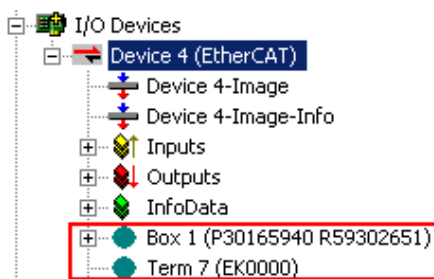 I/O Devices
Device 4 (EtherCAT)
Device 4-Image
Device 4-Image-Info
Inputs
Outputs
InfoData
Box 1 (P30165940 R59302651)
Term 7 (EK0000)